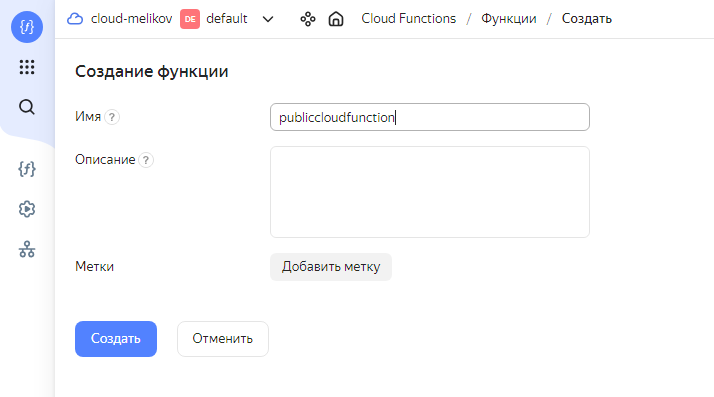 {ƒ} cloud-melikov DE default Cloud Functions / Функции / Создать
Создание функции
Имя ? publiccloudfunction
Описание ?
{ƒ}
Метки Добавить метку
Создать Отменить